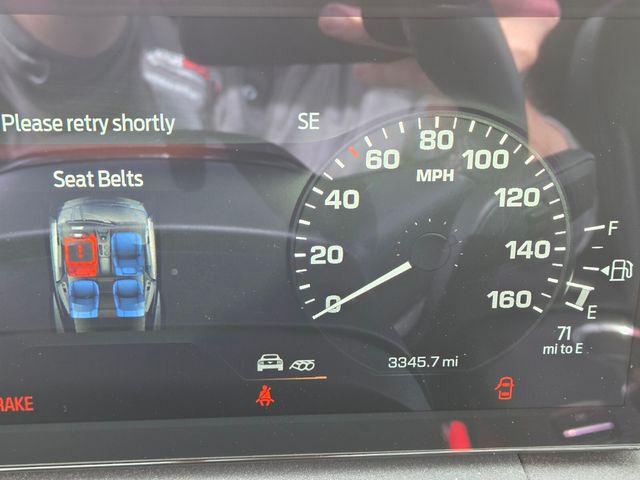 Please retry shortly
SE
Seat Belts
0
20
40
60
80
100
120
140
160
MPH
F
E
71
mi to E
3345.7 mi
RAKE